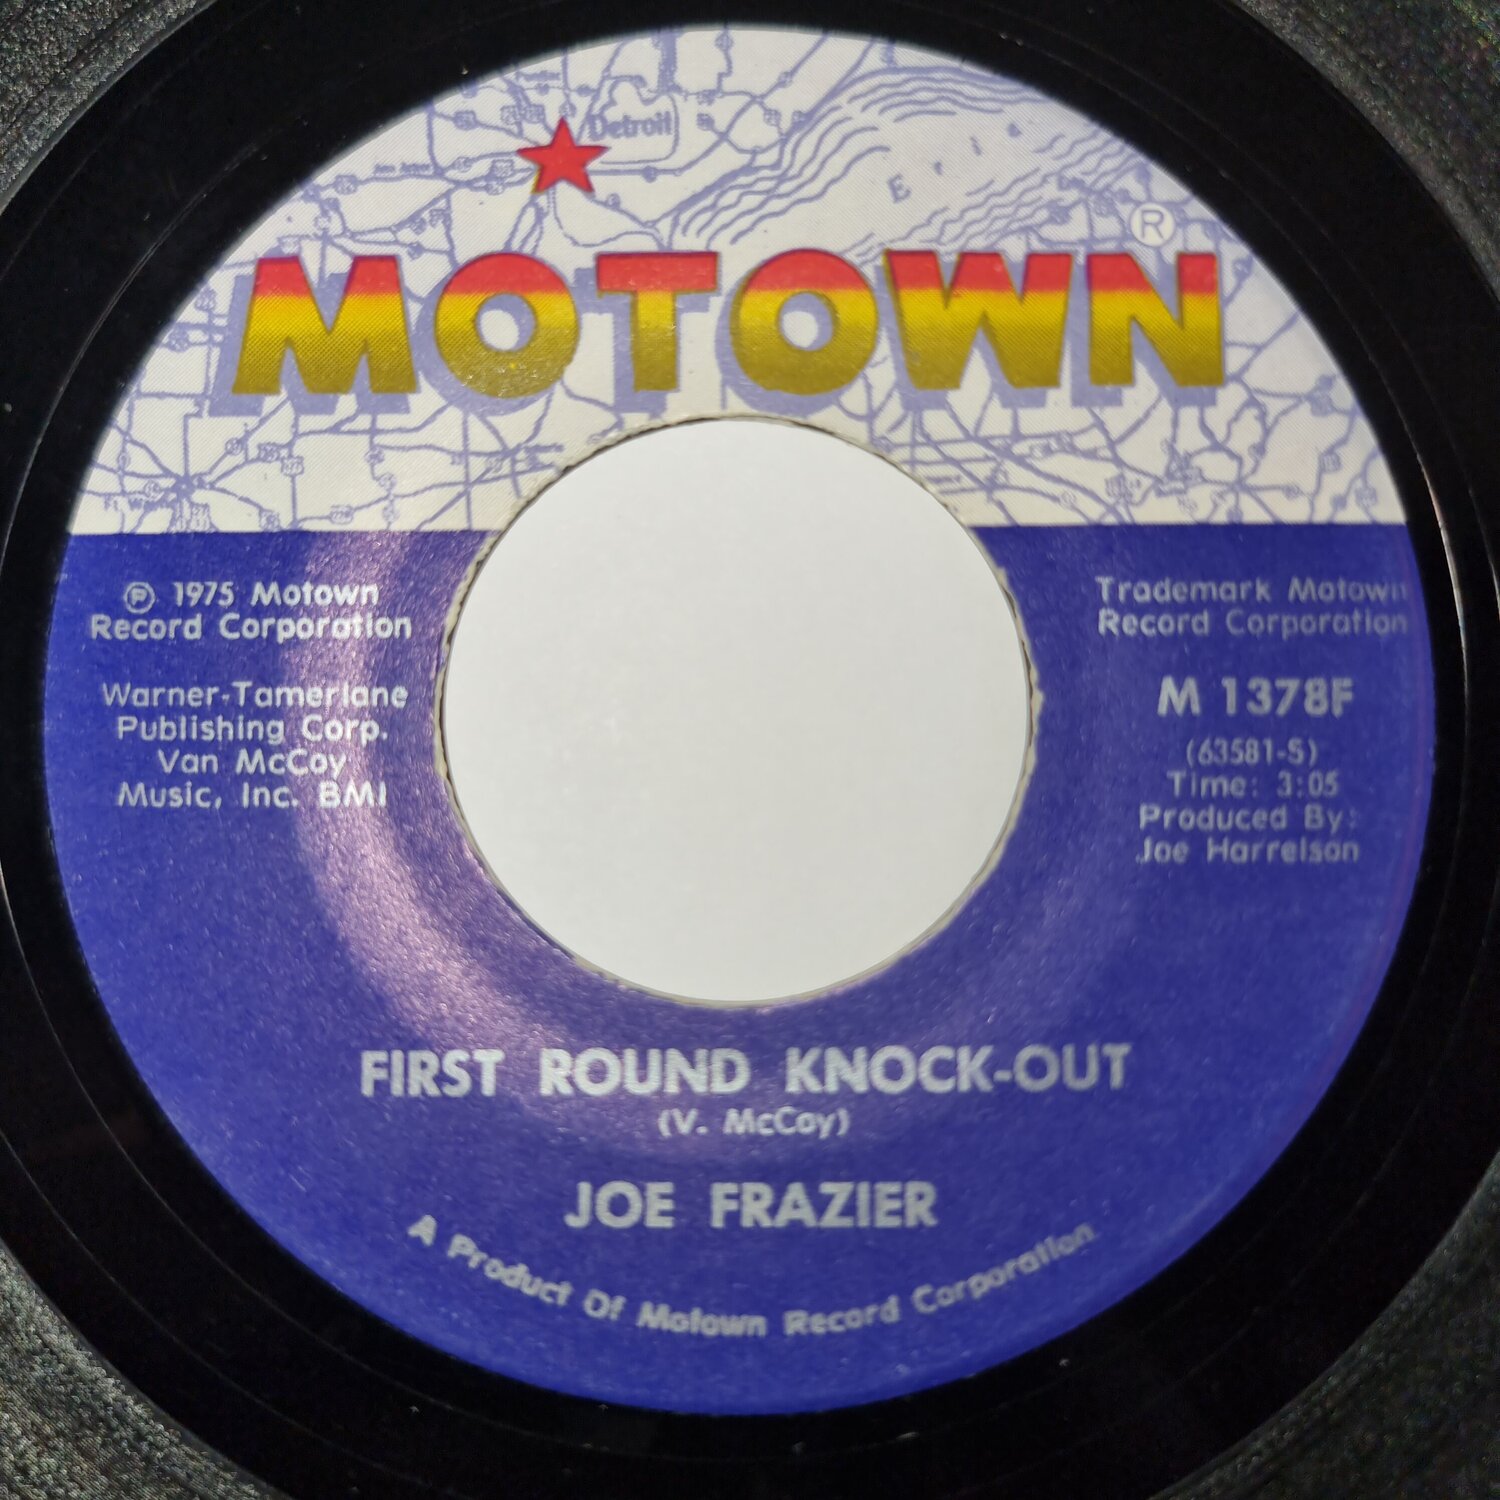 Detroit
Erie
MOTOWN
®
℗ 1975 Motown
Record Corporation
Warner-Tamerlane
Publishing Corp.
Van McCoy
Music, Inc. BMI
Trademark Motown
Record Corporation
M 1378F
(63581-S)
Time: 3:05
Produced By:
Joe Harrelson
FIRST ROUND KNOCK-OUT
(V. McCoy)
JOE FRAZIER
A Product Of Motown Record Corporation